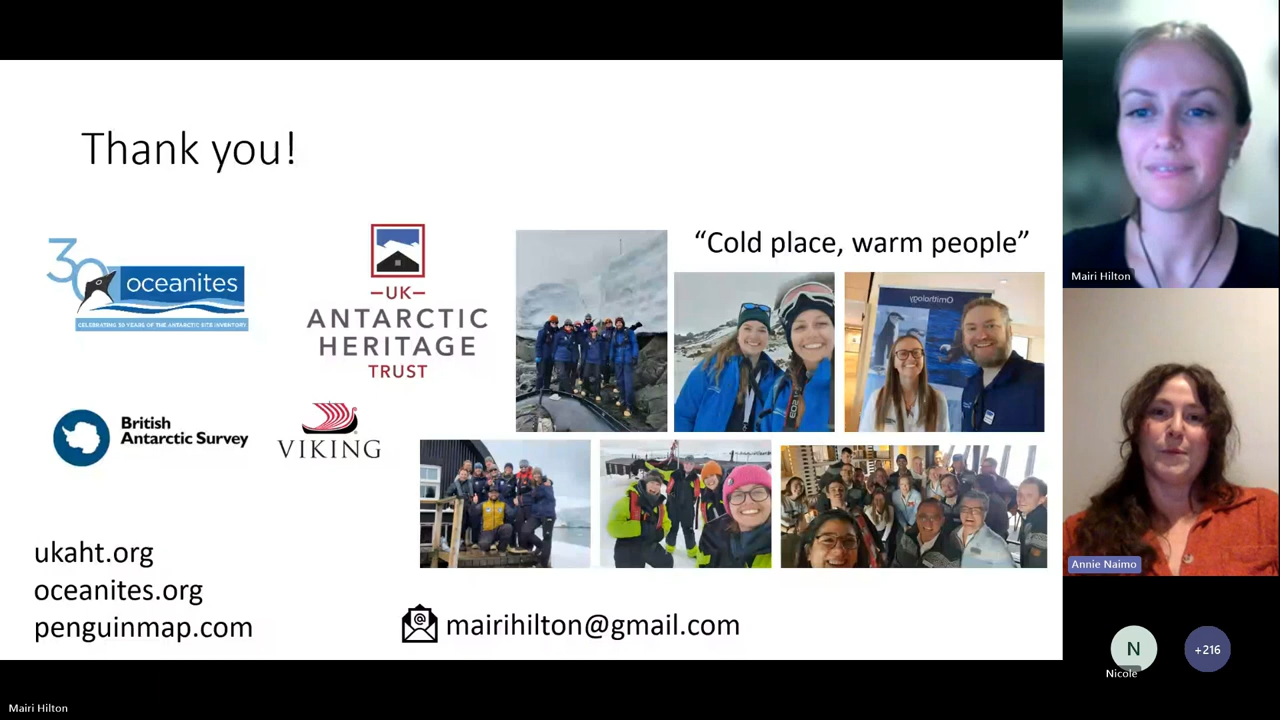 Thank you!
30
oceanites
CELEBRATING 30 YEARS OF THE ANTARCTIC SITE INVENTORY
UK
ANTARCTIC
HERITAGE
TRUST
British
Antarctic Survey
VIKING
“Cold place, warm people”
Ornithology
ukaht.org
oceanites.org
penguinmap.com
@
mairihilton@gmail.com
Mairi Hilton
Annie Naimo
N
Nicole
+216
Mairi Hilton